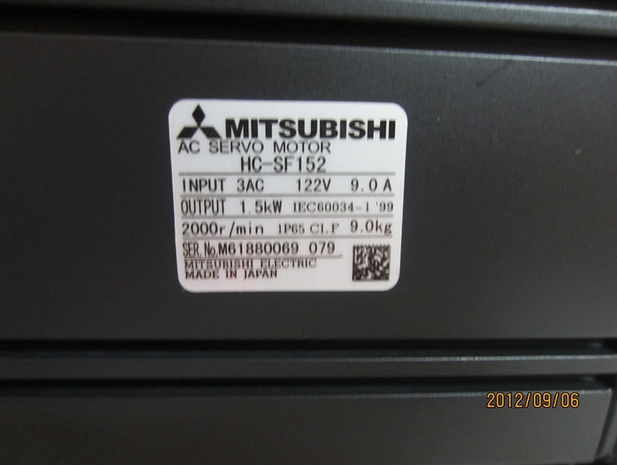 MITSUBISHI
AC SERVO MOTOR
HC-SF152
INPUT 3AC 122V 9.0 A
OUTPUT 1.5kW IEC60034-1 '99
2000r/min IP65 CI.F 9.0kg
SER.No.M61880069 079
MITSUBISHI ELECTRIC
MADE IN JAPAN
2012/09/06